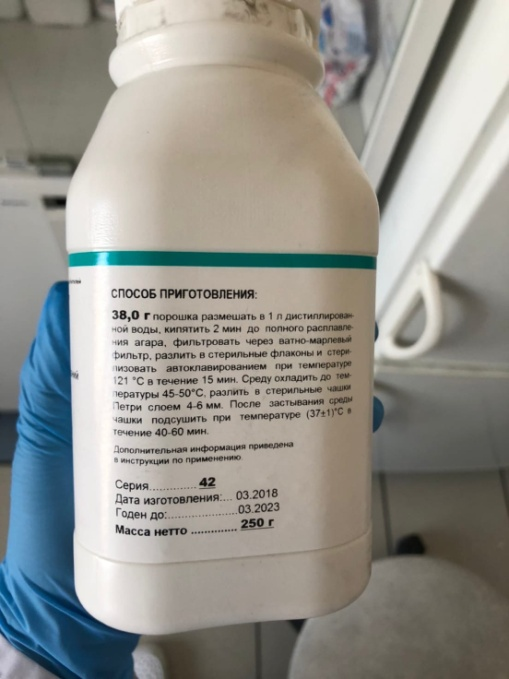 СПОСОБ ПРИГОТОВЛЕНИЯ:
38,0 г порошка размешать в 1 л дистиллирован-
ной воды, кипятить 2 мин до полного расплавле-
ния агара, фильтровать через ватно-марлевый
фильтр, разлить в стерильные флаконы и стери-
лизовать автоклавированием при температуре
121 °С в течение 15 мин. Среду охладить до тем-
пературы 45-50°С, разлить в стерильные чашки
Петри слоем 4-6 мм. После застывания среды
чашки подсушить при температуре (37±1)°С в
течение 40-60 мин.
Дополнительная информация приведена
в инструкции по применению
Серия.............. 42
Дата изготовления:... 03.2018
Годен до:.....................03.2023
Масса нетто .............. 250 г